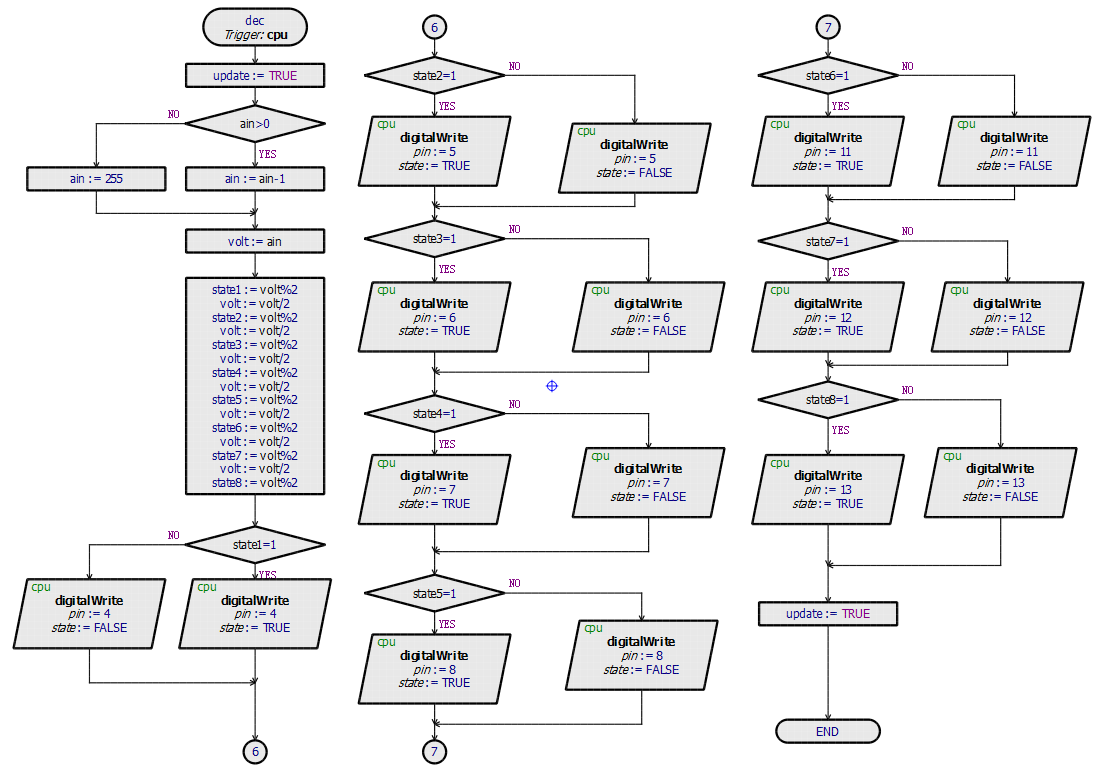 dec
Trigger: cpu
update := TRUE
ain>0
NO
YES
ain := 255
ain := ain-1
volt := ain
state1 := volt%2
volt := volt/2
state2 := volt%2
volt := volt/2
state3 := volt%2
volt := volt/2
state4 := volt%2
volt := volt/2
state5 := volt%2
volt := volt/2
state6 := volt%2
volt := volt/2
state7 := volt%2
volt := volt/2
state8 := volt%2
state1=1
NO
YES
cpu
digitalWrite
pin := 4
state := FALSE
cpu
digitalWrite
pin := 4
state := TRUE
6
6
state2=1
NO
YES
cpu
digitalWrite
pin := 5
state := TRUE
cpu
digitalWrite
pin := 5
state := FALSE
state3=1
NO
YES
cpu
digitalWrite
pin := 6
state := TRUE
cpu
digitalWrite
pin := 6
state := FALSE
state4=1
NO
YES
cpu
digitalWrite
pin := 7
state := TRUE
cpu
digitalWrite
pin := 7
state := FALSE
state5=1
NO
YES
cpu
digitalWrite
pin := 8
state := TRUE
cpu
digitalWrite
pin := 8
state := FALSE
7
7
state6=1
NO
YES
cpu
digitalWrite
pin := 11
state := TRUE
cpu
digitalWrite
pin := 11
state := FALSE
state7=1
NO
YES
cpu
digitalWrite
pin := 12
state := TRUE
cpu
digitalWrite
pin := 12
state := FALSE
state8=1
NO
YES
cpu
digitalWrite
pin := 13
state := TRUE
cpu
digitalWrite
pin := 13
state := FALSE
update := TRUE
END